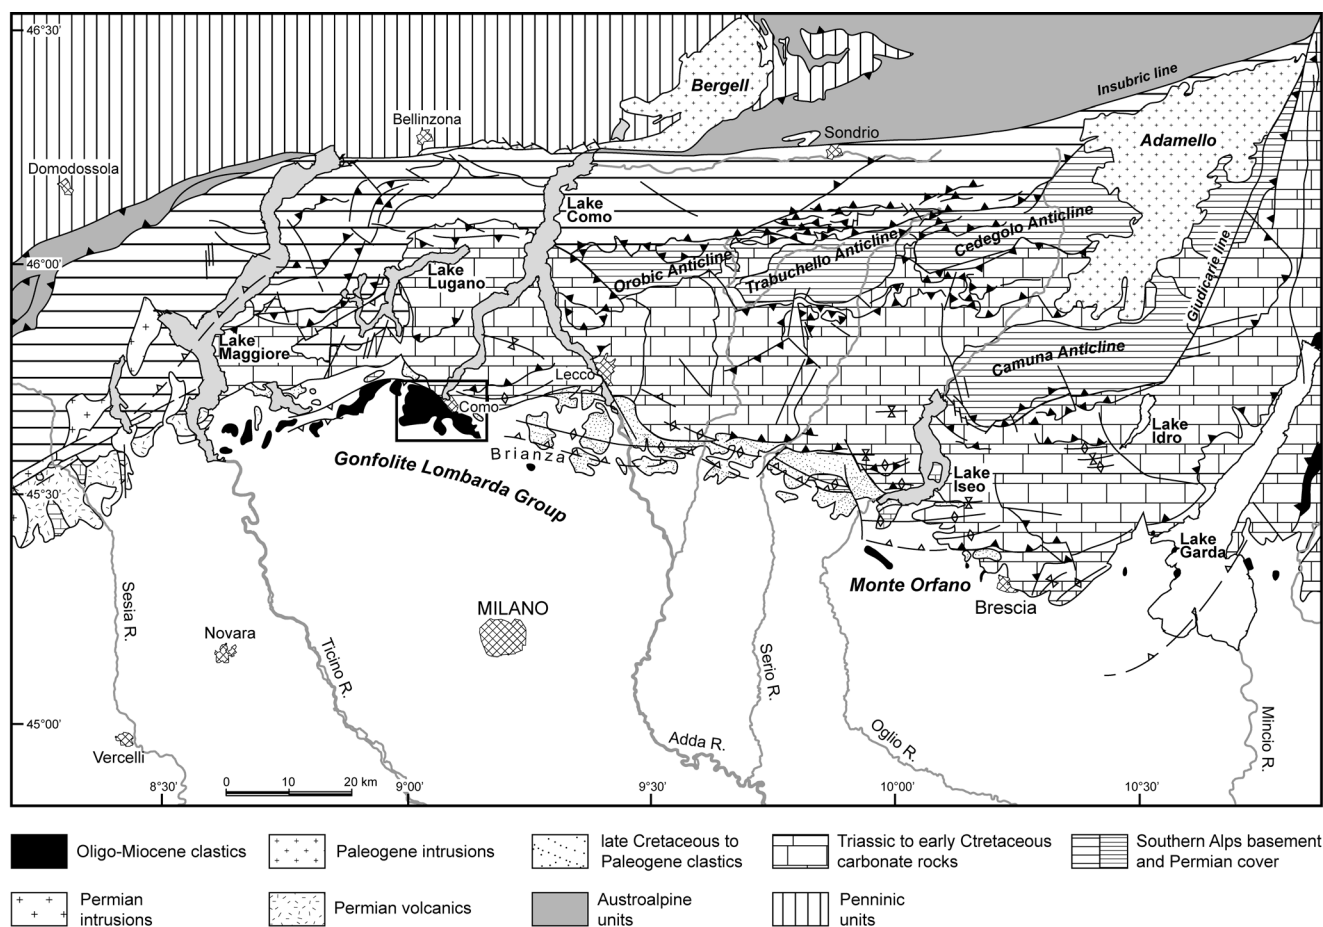 46°30'
Insubric line
Bergell
Bellinzona
Sondrio
Adamello
Domodossola
Lake
Como
Cedegolo Anticline
46°00'
Lake
Lugano
Orobic Anticline
Trabuchello Anticline
Giudicarie line
Lake
Maggiore
Camuna Anticline
Lecco
Como
Lake
Idro
Brianza
Gonfolite Lombarda Group
Lake
Iseo
45°30'
Lake
Garda
Monte Orfano
Brescia
Sesia R.
MILANO
Novara
Ticino R.
Serio R.
45°00'
Adda R.
Oglio R.
Mincio R.
Vercelli
0 10 20 km
8°30' 9°00' 9°30' 10°00' 10°30'
Oligo-Miocene clastics
Paleogene intrusions
late Cretaceous to
Paleogene clastics
Triassic to early Ctretaceous
carbonate rocks
Southern Alps basement
and Permian cover
Permian
intrusions
Permian volcanics
Austroalpine
units
Penninic
units